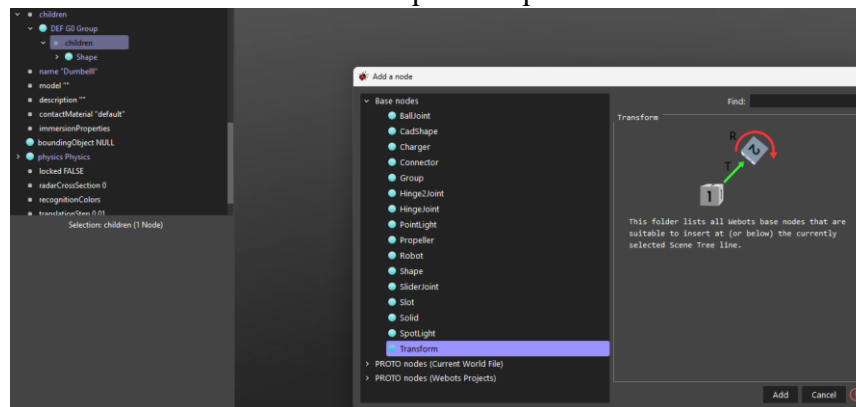 children
DEF G0 Group
children
Shape
name "Dumbelll"
model ""
description ""
contactMaterial "default"
immersionProperties
boundingObject NULL
physics Physics
locked FALSE
radarCrossSection 0
recognitionColors
translationStep 0.01
Selection: children (1 Node)
Add a node
Base nodes
BallJoint
CadShape
Charger
Connector
Group
Hinge2Joint
HingeJoint
PointLight
Propeller
Robot
Shape
SliderJoint
Slot
Solid
SpotLight
Transform
PROTO nodes (Current World File)
PROTO nodes (Webots Projects)
Find:
Transform
R
2
T
1
This folder lists all Webots base nodes that are
suitable to insert at (or below) the currently
selected Scene Tree line.
Add Cancel